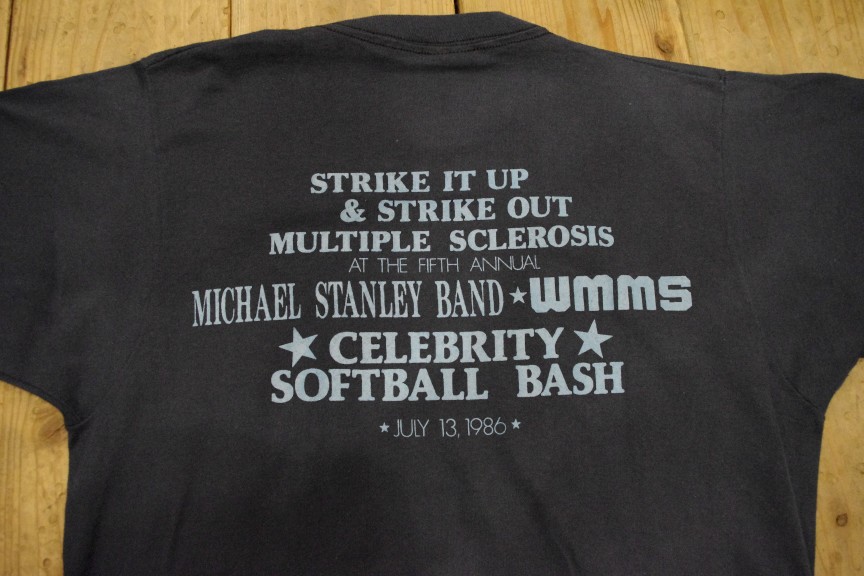 STRIKE IT UP
& STRIKE OUT
MULTIPLE SCLEROSIS
AT THE FIFTH ANNUAL
MICHAEL STANLEY BAND ★ WMMS
★ CELEBRITY ★
SOFTBALL BASH
★ JULY 13, 1986 ★